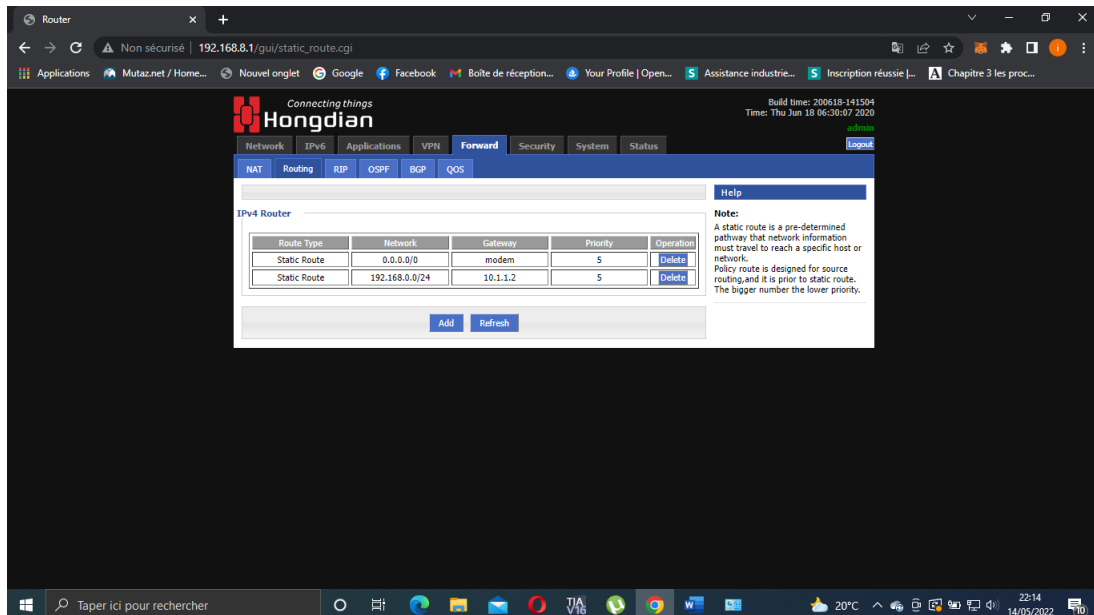 Router
Non sécurisé | 192.168.8.1/gui/static_route.cgi
Applications Mutaz.net / Home... Nouvel onglet Google Facebook Boîte de réception... Your Profile | Open... Assistance industrie... Inscription réussie |... Chapitre 3 les proc...
Connecting things
Hongdian
Build time: 200618-141504
Time: Thu Jun 18 06:30:07 2020
admin
Logout
Network IPv6 Applications VPN Forward Security System Status
NAT Routing RIP OSPF BGP QOS
IPv4 Router
Route Type Network Gateway Priority Operation
Static Route 0.0.0.0/0 modem 5 Delete
Static Route 192.168.0.0/24 10.1.1.2 5 Delete
Add Refresh
Help
Note:
A static route is a pre-determined
pathway that network information
must travel to reach a specific host or
network.
Policy route is designed for source
routing,and it is prior to static route.
The bigger number the lower priority.
Taper ici pour rechercher
TIA V16
20°C
22:14
14/05/2022
10